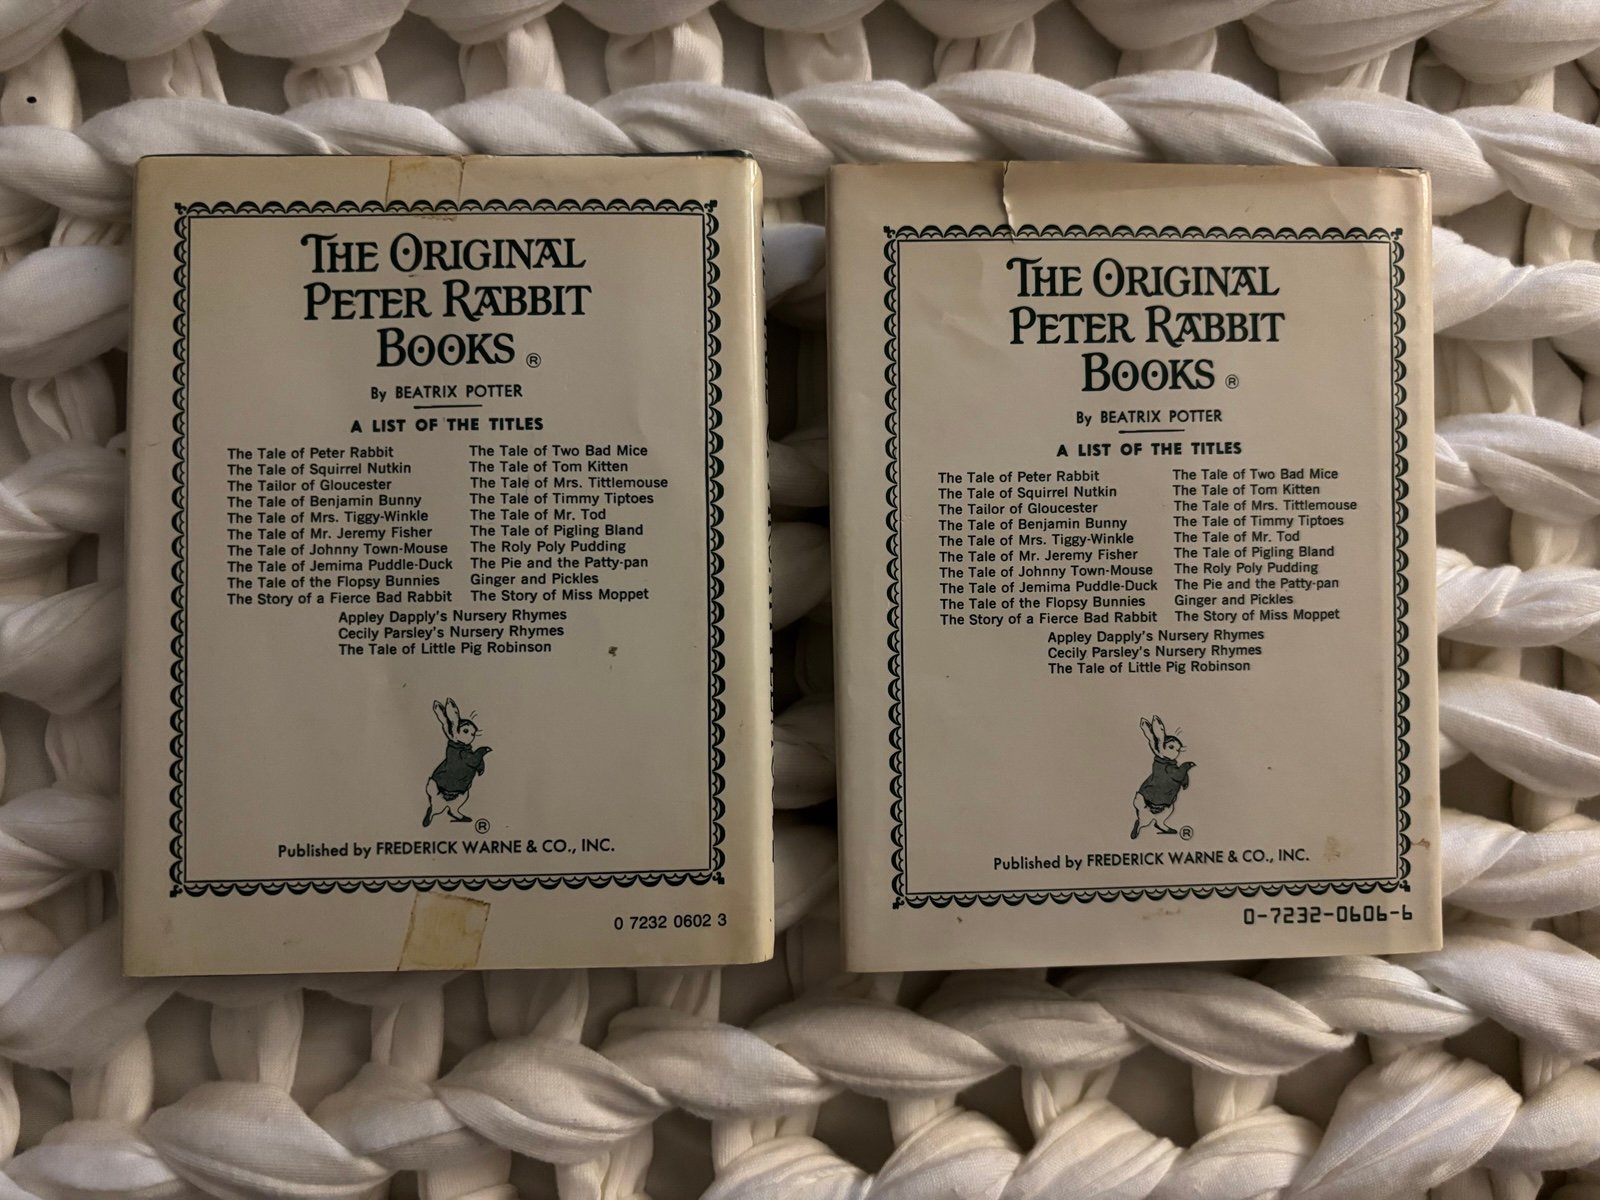 THE ORIGINAL
PETER RABBIT
BOOKS ®
By BEATRIX POTTER
A LIST OF THE TITLES
The Tale of Peter Rabbit
The Tale of Squirrel Nutkin
The Tailor of Gloucester
The Tale of Benjamin Bunny
The Tale of Mrs. Tiggy-Winkle
The Tale of Mr. Jeremy Fisher
The Tale of Johnny Town-Mouse
The Tale of Jemima Puddle-Duck
The Tale of the Flopsy Bunnies
The Story of a Fierce Bad Rabbit
The Tale of Two Bad Mice
The Tale of Tom Kitten
The Tale of Mrs. Tittlemouse
The Tale of Timmy Tiptoes
The Tale of Mr. Tod
The Tale of Pigling Bland
The Roly Poly Pudding
The Pie and the Patty-pan
Ginger and Pickles
The Story of Miss Moppet
Appley Dapply's Nursery Rhymes
Cecily Parsley's Nursery Rhymes
The Tale of Little Pig Robinson
®
Published by FREDERICK WARNE & CO., INC.
0 7232 0602 3
THE ORIGINAL
PETER RABBIT
BOOKS ®
By BEATRIX POTTER
A LIST OF THE TITLES
The Tale of Peter Rabbit
The Tale of Squirrel Nutkin
The Tailor of Gloucester
The Tale of Benjamin Bunny
The Tale of Mrs. Tiggy-Winkle
The Tale of Mr. Jeremy Fisher
The Tale of Johnny Town-Mouse
The Tale of Jemima Puddle-Duck
The Tale of the Flopsy Bunnies
The Story of a Fierce Bad Rabbit
The Tale of Two Bad Mice
The Tale of Tom Kitten
The Tale of Mrs. Tittlemouse
The Tale of Timmy Tiptoes
The Tale of Mr. Tod
The Tale of Pigling Bland
The Roly Poly Pudding
The Pie and the Patty-pan
Ginger and Pickles
The Story of Miss Moppet
Appley Dapply's Nursery Rhymes
Cecily Parsley's Nursery Rhymes
The Tale of Little Pig Robinson
®
Published by FREDERICK WARNE & CO., INC.
0-7232-0606-6